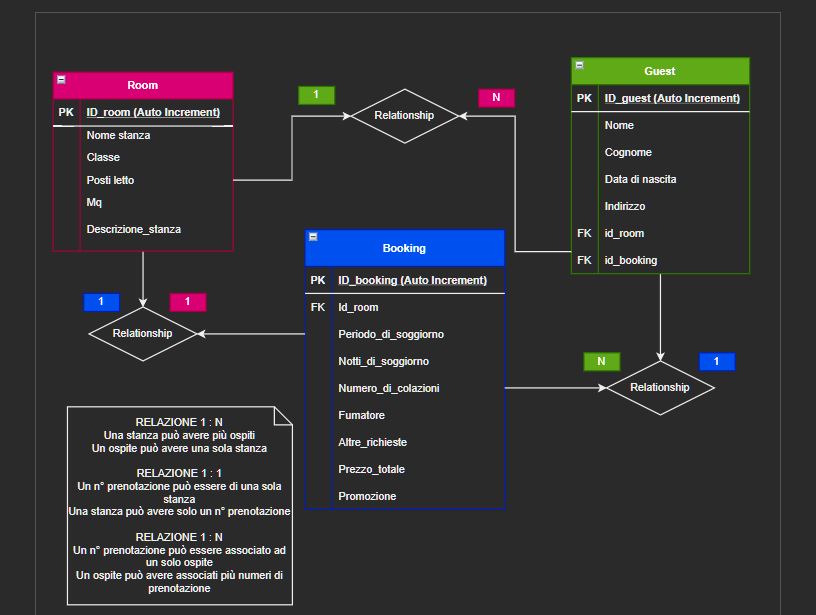 Room
PK ID_room (Auto Increment)
Nome stanza
Classe
Posti letto
Mq
Descrizione_stanza
1
Relationship
N
Guest
PK ID_guest (Auto Increment)
Nome
Cognome
Data di nascita
Indirizzo
FK id_room
FK id_booking
Booking
PK ID_booking (Auto Increment)
FK Id_room
Periodo_di_soggiorno
Notti_di_soggiorno
Numero_di_colazioni
Fumatore
Altre_richieste
Prezzo_totale
Promozione
1
1
Relationship
N
1
Relationship
RELAZIONE 1 : N
Una stanza può avere più ospiti
Un ospite può avere una sola stanza
RELAZIONE 1 : 1
Un n° prenotazione può essere di una sola
stanza
Una stanza può avere solo un n° prenotazione
RELAZIONE 1 : N
Un n° prenotazione può essere associato ad
un solo ospite
Un ospite può avere associati più numeri di
prenotazione